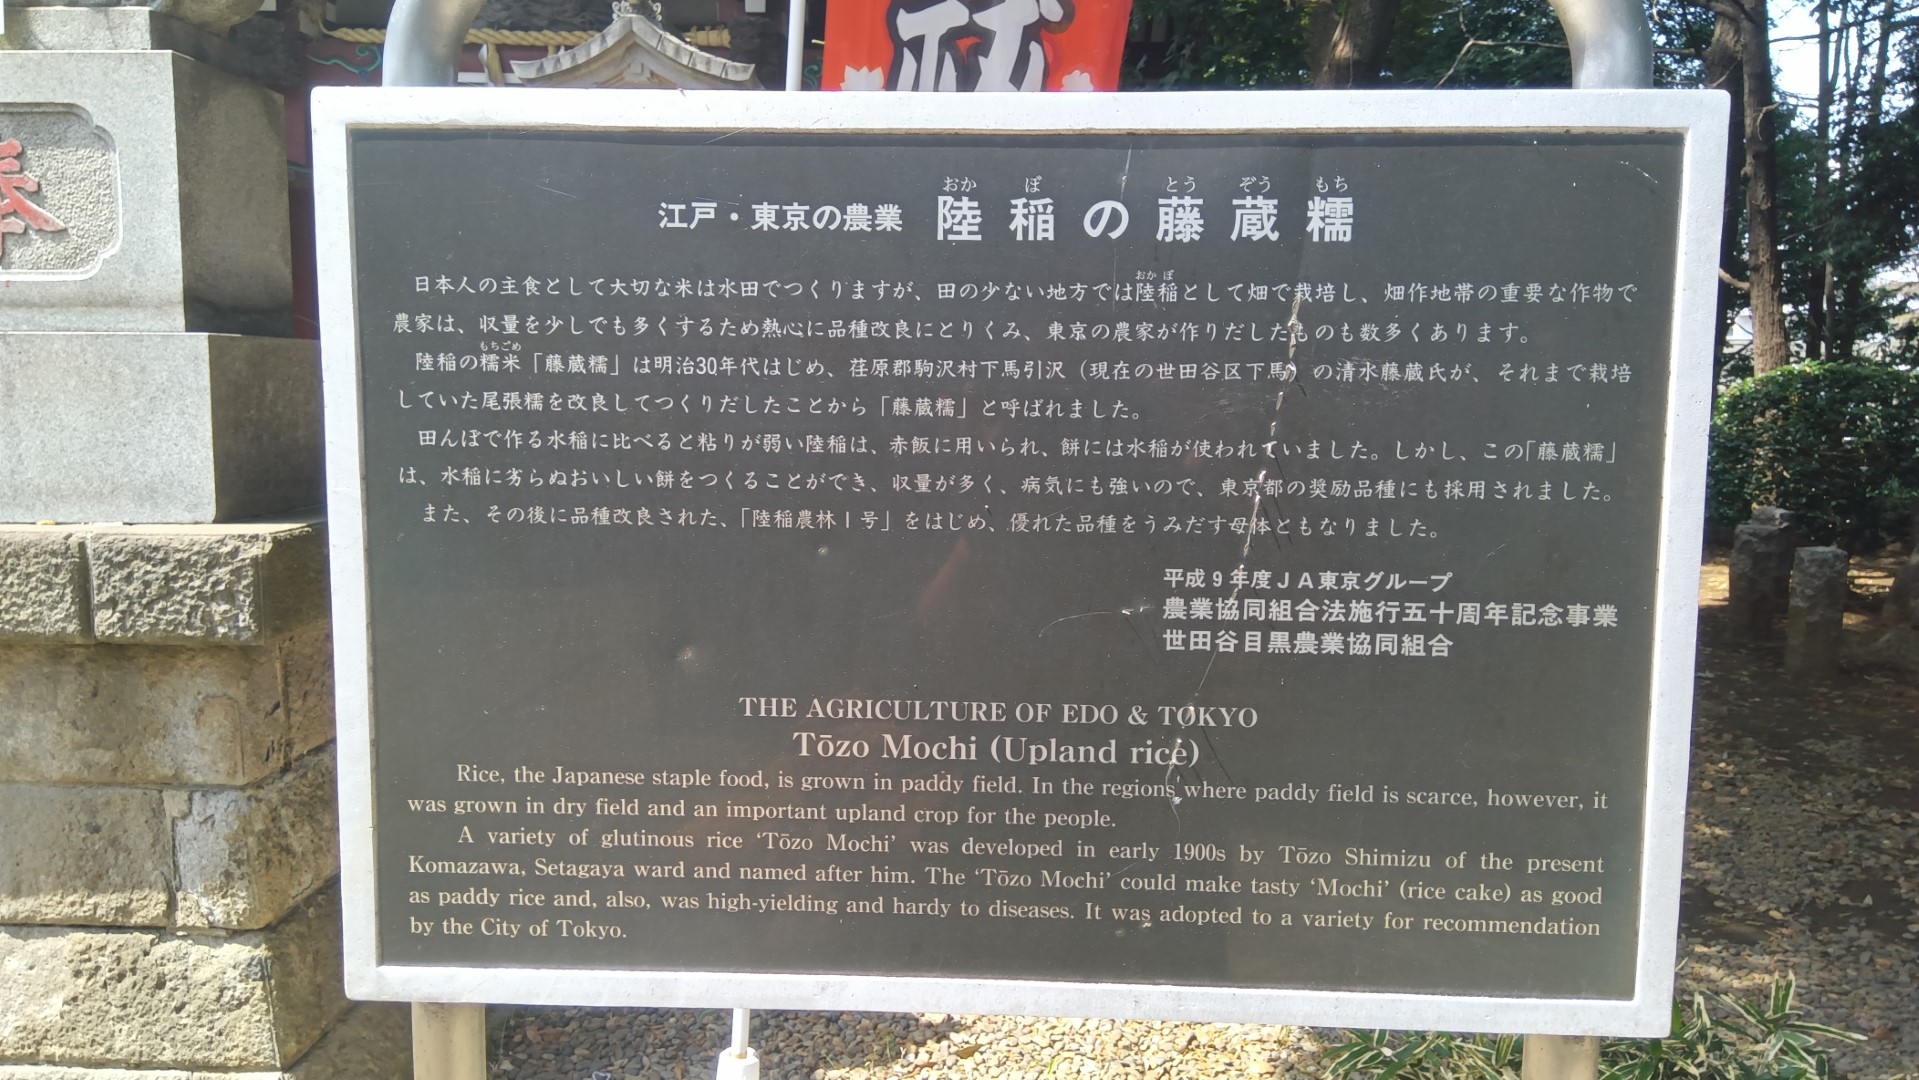 祓
奉
江戸・東京の農業 陸稲の藤蔵糯
おか ぼ とう ぞう もち
日本人の主食として大切な米は水田でつくりますが、田の少ない地方では陸稲として畑で栽培し、畑作地帯の重要な作物で
おか ぼ
農家は、収量を少しでも多くするため熱心に品種改良にとりくみ、東京の農家が作りだしたものも数多くあります。
もちごめ
陸稲の糯米「藤蔵糯」は明治30年代はじめ、荏原郡駒沢村下馬引沢（現在の世田谷区下馬）の清水藤蔵氏が、それまで栽培
していた尾張糯を改良してつくりだしたことから「藤蔵糯」と呼ばれました。
田んぼで作る水稲に比べると粘りが弱い陸稲は、赤飯に用いられ、餅には水稲が使われていました。しかし、この「藤蔵糯」
は、水稲に劣らぬおいしい餅をつくることができ、収量が多く、病気にも強いので、東京都の奨励品種にも採用されました。
また、その後に品種改良された、「陸稲農林1号」をはじめ、優れた品種をうみだす母体ともなりました。
平成9年度JA東京グループ
農業協同組合法施行五十周年記念事業
世田谷目黒農業協同組合
THE AGRICULTURE OF EDO & TOKYO
Tōzo Mochi (Upland rice)
Rice, the Japanese staple food, is grown in paddy field. In the regions where paddy field is scarce, however, it
was grown in dry field and an important upland crop for the people.
A variety of glutinous rice ‘Tōzo Mochi’ was developed in early 1900s by Tōzo Shimizu of the present
Komazawa, Setagaya ward and named after him. The ‘Tōzo Mochi’ could make tasty ‘Mochi’ (rice cake) as good
as paddy rice and, also, was high-yielding and hardy to diseases. It was adopted to a variety for recommendation
by the City of Tokyo.